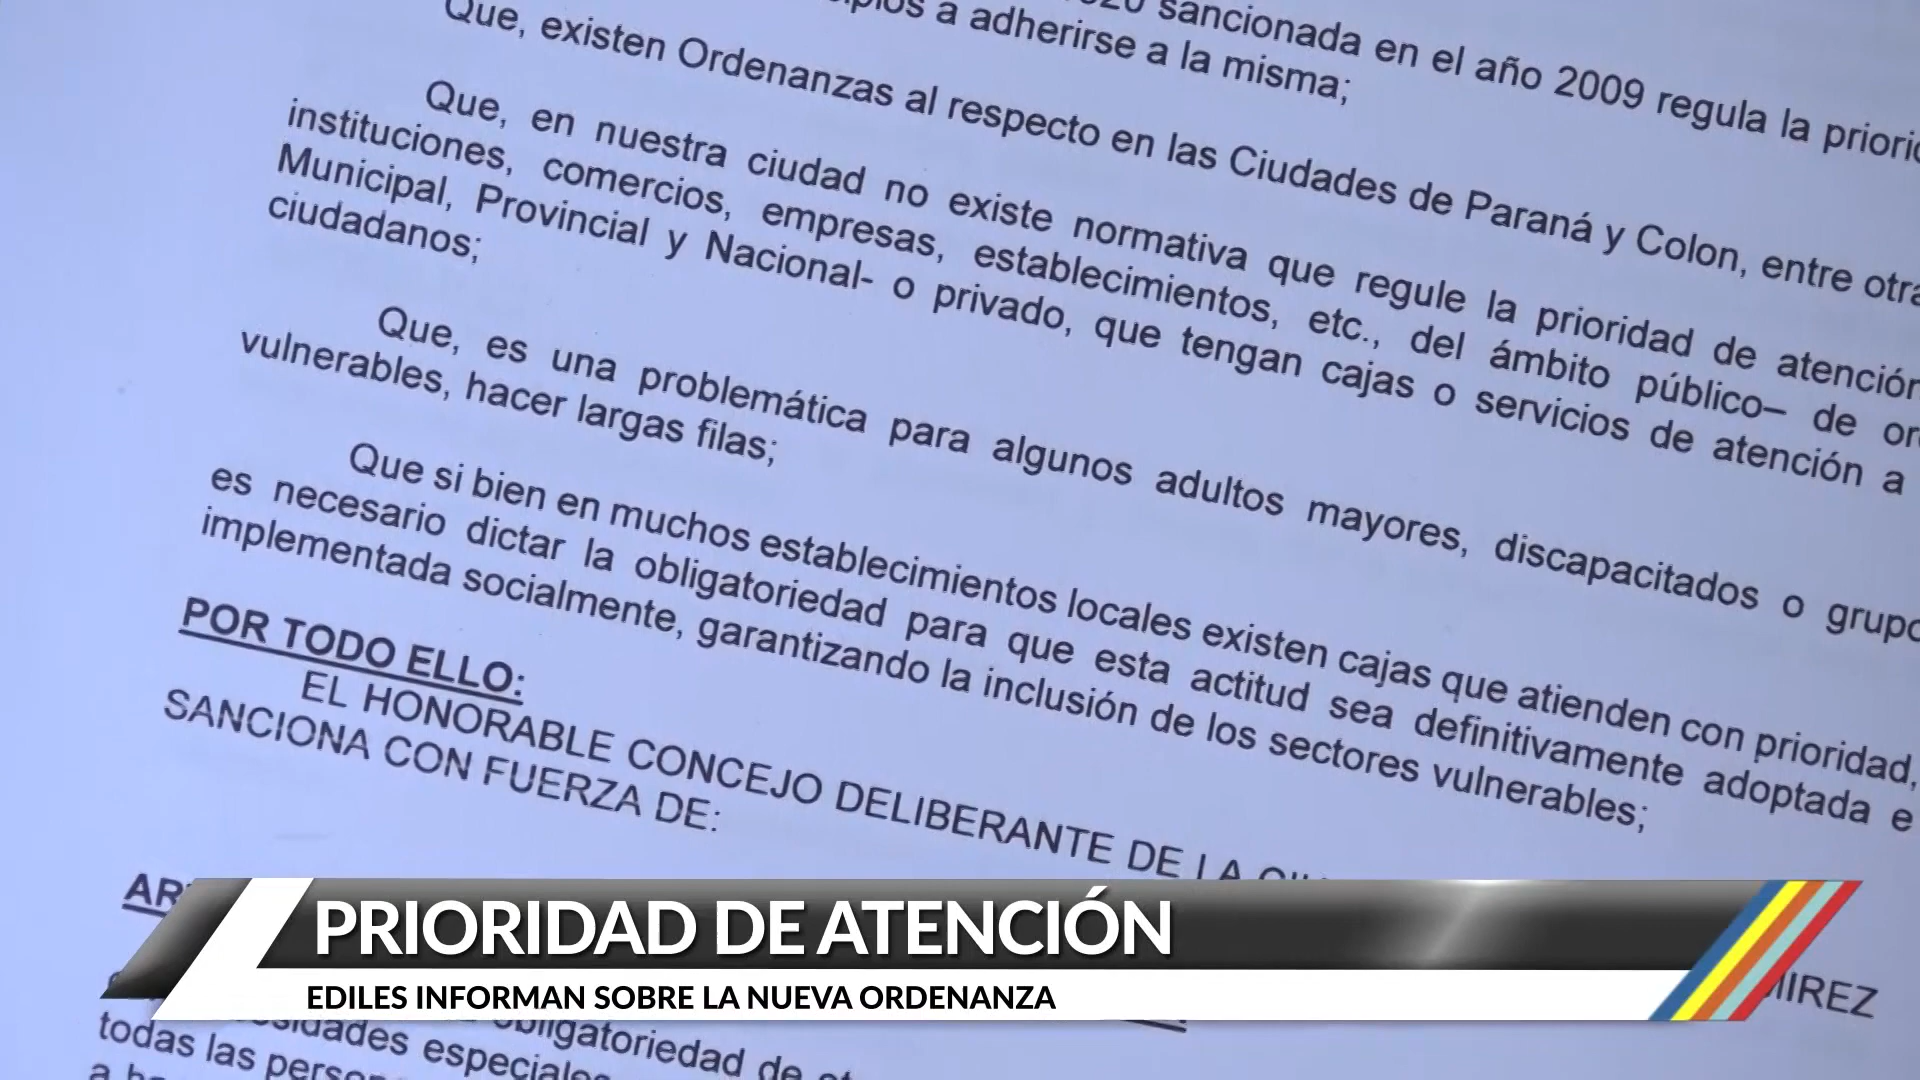 sancionada en el año 2009 regula la
a adherirse a la misma;
Que, existen Ordenanzas al respecto en las Ciudades de Paraná y Colon, entre
Que, en nuestra ciudad no existe normativa que regule la prioridad de atención
instituciones, comercios, empresas, establecimientos, etc., del ámbito público– de
Municipal, Provincial y Nacional- o privado, que tengan cajas o servicios de atención a
ciudadanos;
Que, es una problemática para algunos adultos mayores, discapacitados o
vulnerables, hacer largas filas;
Que si bien en muchos establecimientos locales existen cajas que atienden con prioridad,
es necesario dictar la obligatoriedad para que esta actitud sea definitivamente adoptada e
implementada socialmente, garantizando la inclusión de los sectores vulnerables;
POR TODO ELLO:
EL HONORABLE CONCEJO DELIBERANTE DE LA
SANCIONA CON FUERZA DE:
PRIORIDAD DE ATENCIÓN
EDILES INFORMAN SOBRE LA NUEVA ORDENANZA
especiales
obligatoriedad de
todas las